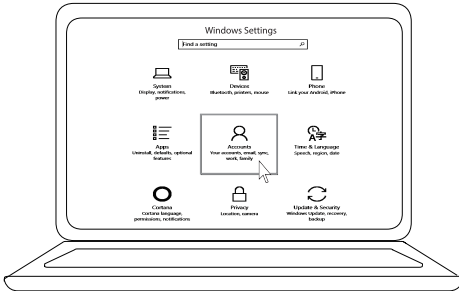 Windows Settings
Find a setting
System
Display, notifications,
power
Devices
Bluetooth, printers, mouse
Phone
Link your Android, iPhone
Apps
Uninstall, defaults, optional
features
Accounts
Your accounts, email, sync,
work, family
Time & Language
Speech, region, date
Cortana
Cortana language,
permissions, notifications
Privacy
Location, camera
Update & Security
Windows Update, recovery,
backup